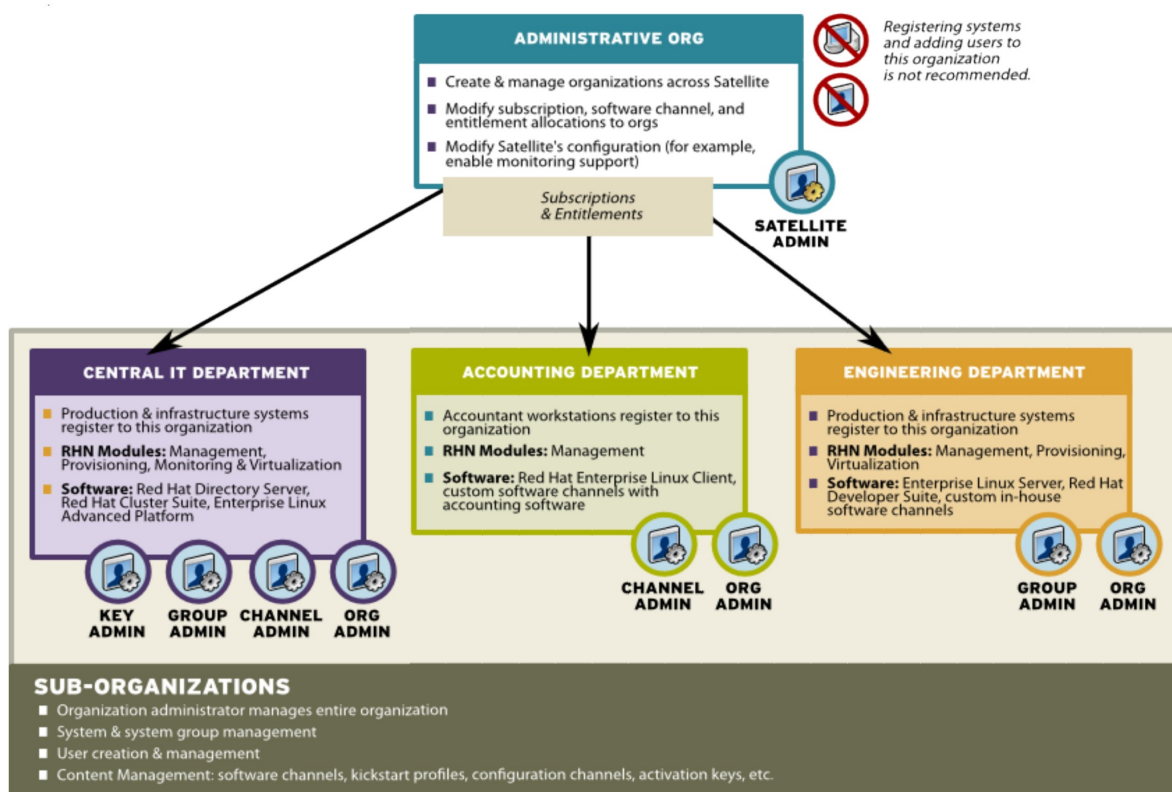 ADMINISTRATIVE ORG
Create & manage organizations across Satellite
Modify subscription, software channel, and
entitlement allocations to orgs
Modify Satellite's configuration (for example,
enable monitoring support)
Registering systems
and adding users to
this organization
is not recommended.
Subscriptions
& Entitlements
SATELLITE
ADMIN
CENTRAL IT DEPARTMENT
Production & infrastructure systems
register to this organization
RHN Modules: Management,
Provisioning, Monitoring & Virtualization
Software: Red Hat Directory Server,
Red Hat Cluster Suite, Enterprise Linux
Advanced Platform
KEY
ADMIN
GROUP
ADMIN
CHANNEL
ADMIN
ORG
ADMIN
ACCOUNTING DEPARTMENT
Accountant workstations register to this
organization
RHN Modules: Management
Software: Red Hat Enterprise Linux Client,
custom software channels with
accounting software
CHANNEL
ADMIN
ORG
ADMIN
ENGINEERING DEPARTMENT
Production & infrastructure systems
register to this organization
RHN Modules: Management, Provisioning,
Virtualization
Software: Enterprise Linux Server, Red Hat
Developer Suite, custom in-house
software channels
GROUP
ADMIN
ORG
ADMIN
SUB-ORGANIZATIONS
Organization administrator manages entire organization
System & system group management
User creation & management
Content Management: software channels, kickstart profiles, configuration channels, activation keys, etc.